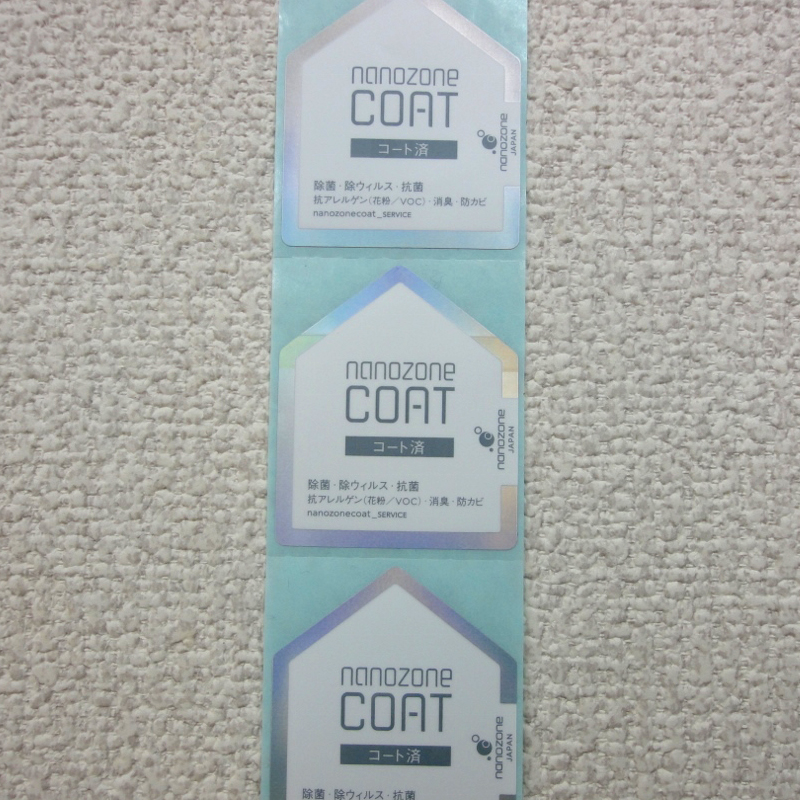 nanozone
COAT
コート済
nanozone
JAPAN
除菌・除ウィルス・抗菌
抗アレルゲン(花粉/VOC)・消臭・防カビ
nanozonecoat_SERVICE
nanozone
COAT
コート済
nanozone
JAPAN
除菌・除ウィルス・抗菌
抗アレルゲン(花粉/VOC)・消臭・防カビ
nanozonecoat_SERVICE
nanozone
COAT
コート済
nanozone
JAPAN
除菌・除ウィルス・抗菌